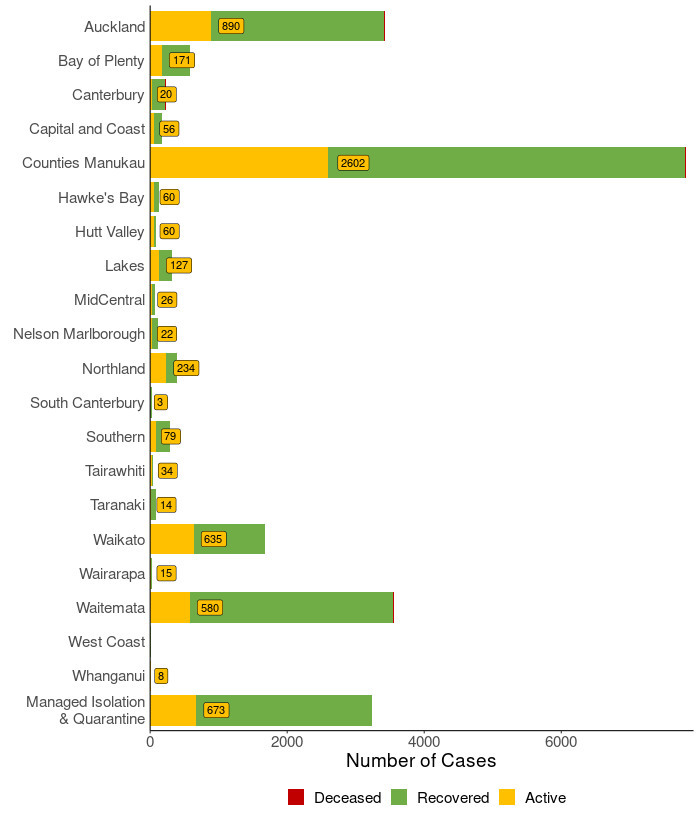 Auckland 890
Bay of Plenty 171
Canterbury 20
Capital and Coast 56
Counties Manukau 2602
Hawke's Bay 60
Hutt Valley 60
Lakes 127
MidCentral 26
Nelson Marlborough 22
Northland 234
South Canterbury 3
Southern 79
Tairawhiti 34
Taranaki 14
Waikato 635
Wairarapa 15
Waitemata 580
West Coast
Whanganui 8
Managed Isolation
& Quarantine 673
0 2000 4000 6000
Number of Cases
Deceased Recovered Active